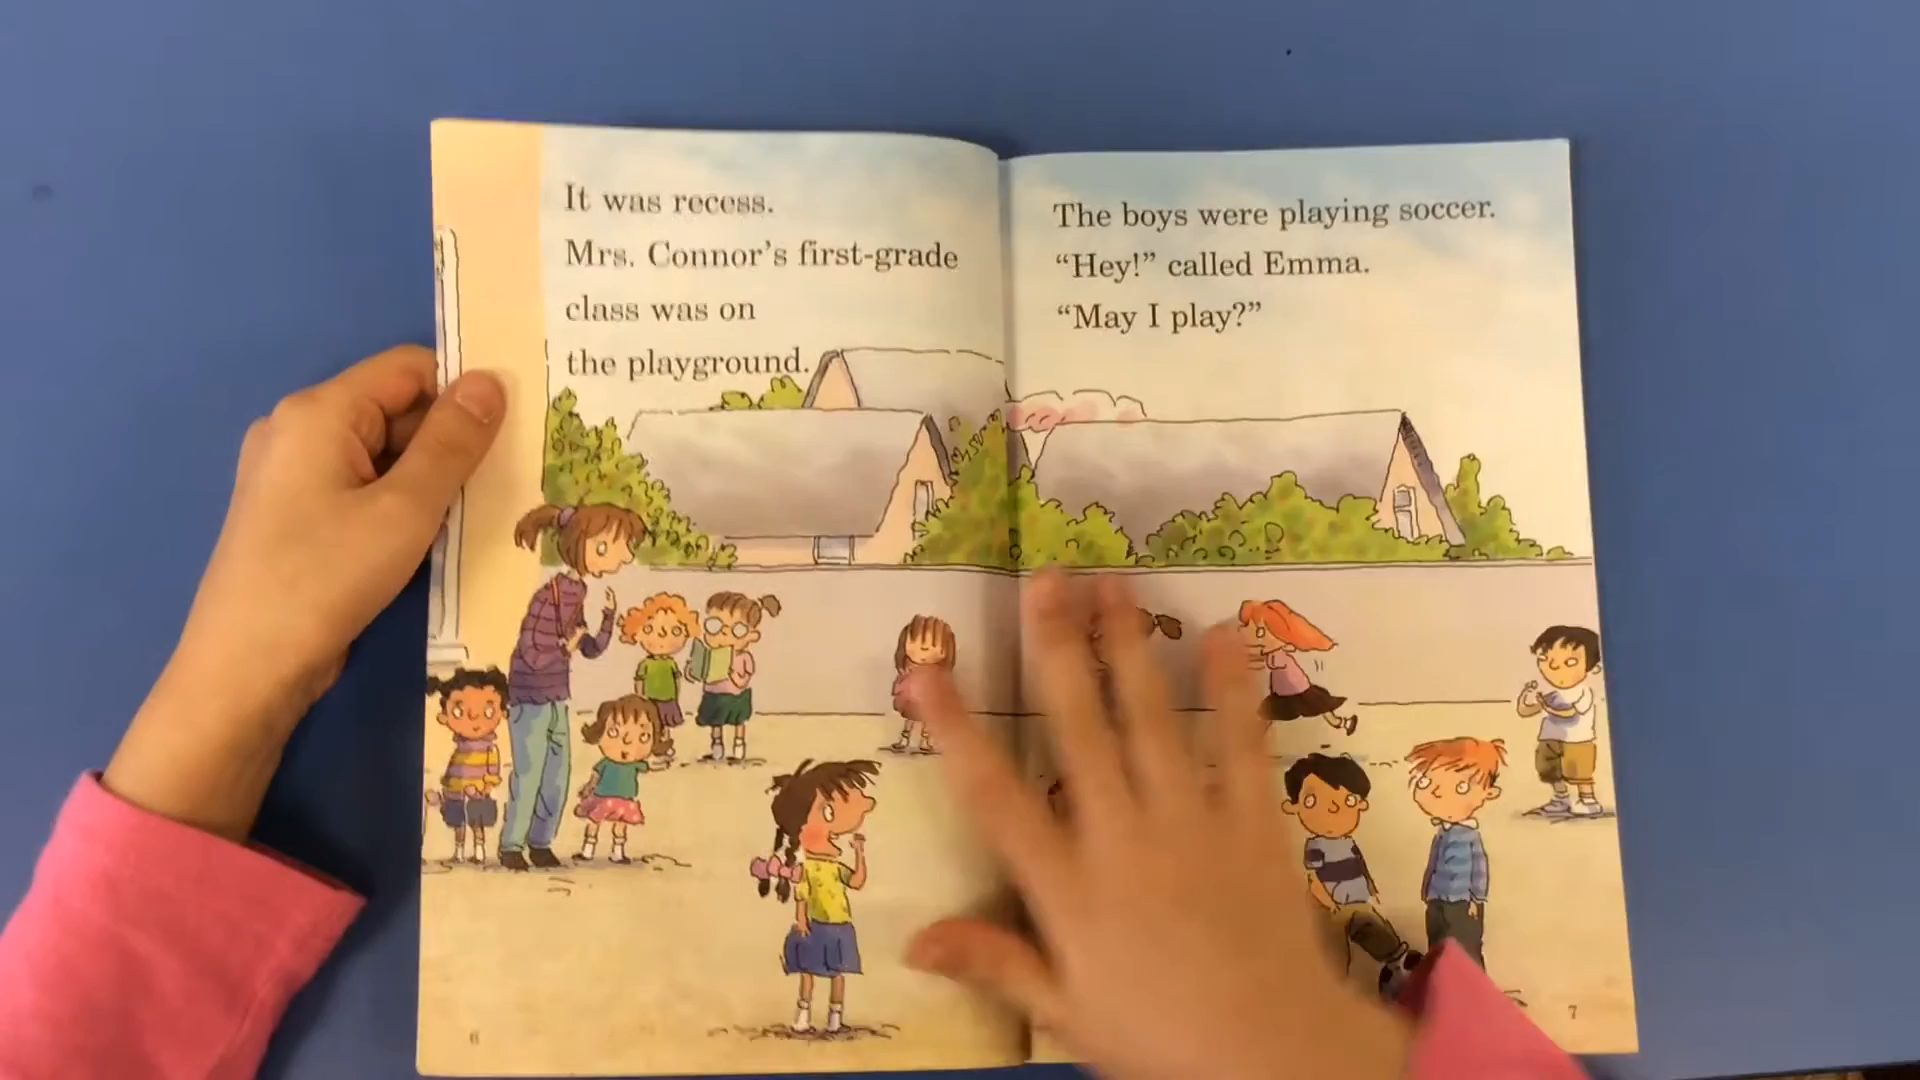 It was recess.
Mrs. Connor's first-grade
class was on
the playground.
6
The boys were playing soccer.
“Hey!” called Emma.
“May I play?”
7